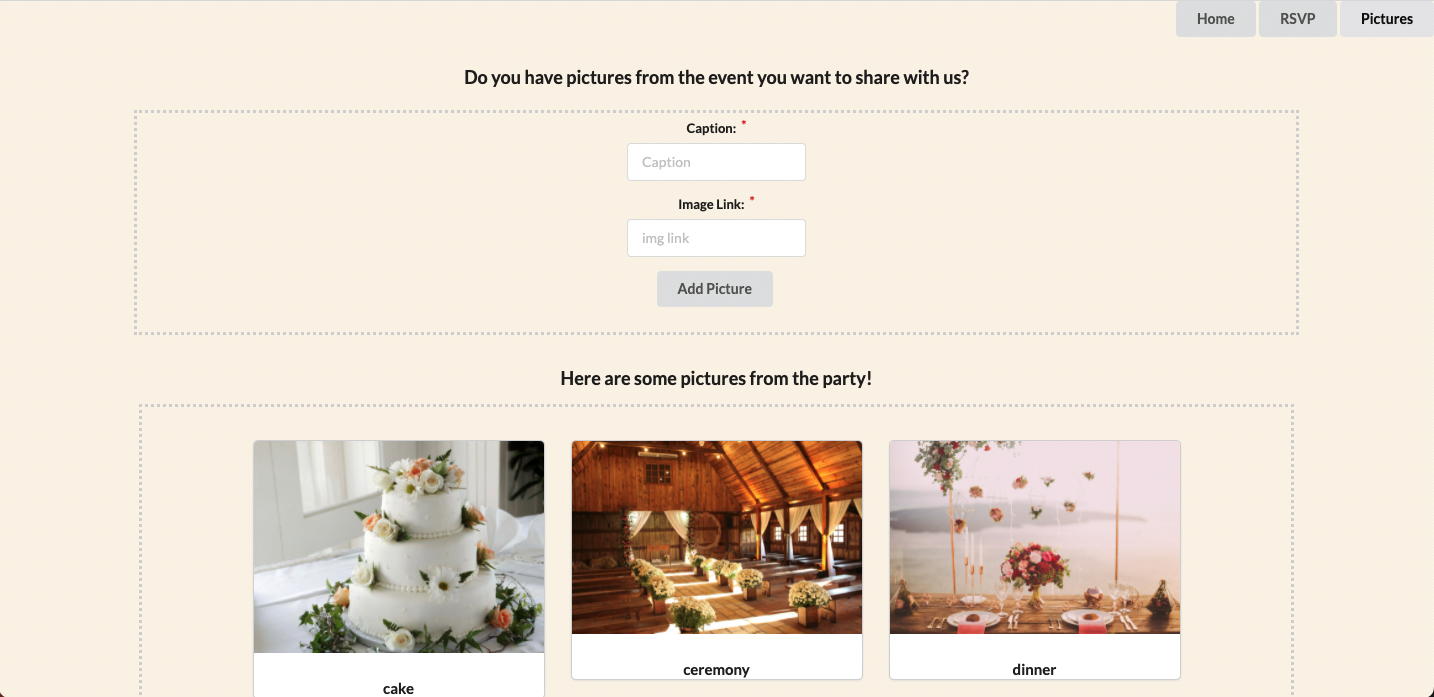 Home RSVP Pictures
Do you have pictures from the event you want to share with us?
Caption: *
Caption
Image Link: *
img link
Add Picture
Here are some pictures from the party!
cake ceremony dinner